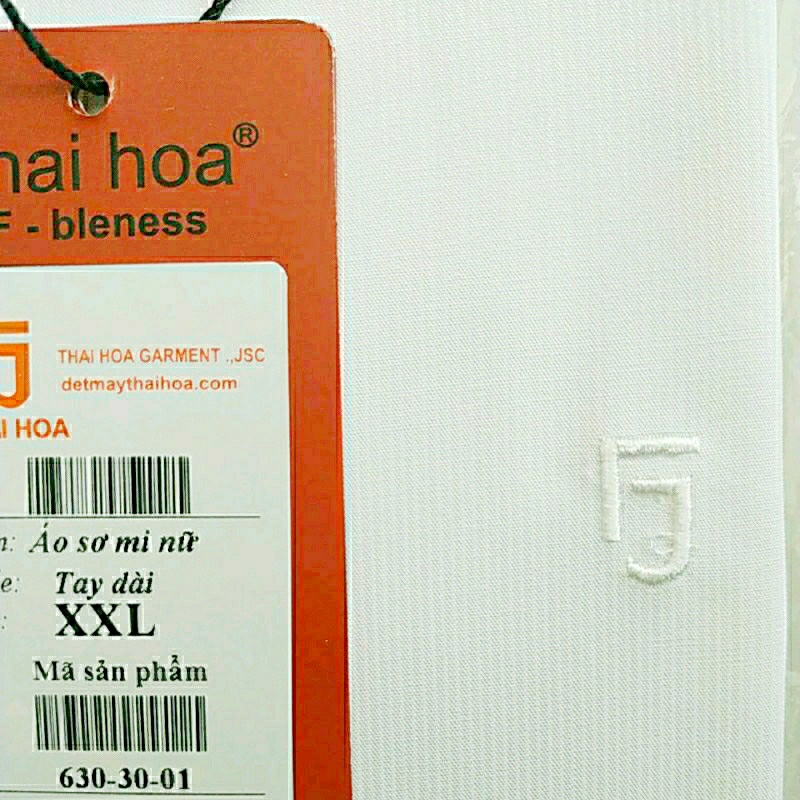 hai hoa®
F - bleness
THAI HOA GARMENT .,JSC
detmaythaihoa.com
AI HOA
n: Áo sơ mi nữ
e: Tay dài
: XXL
Mã sản phẩm
630-30-01